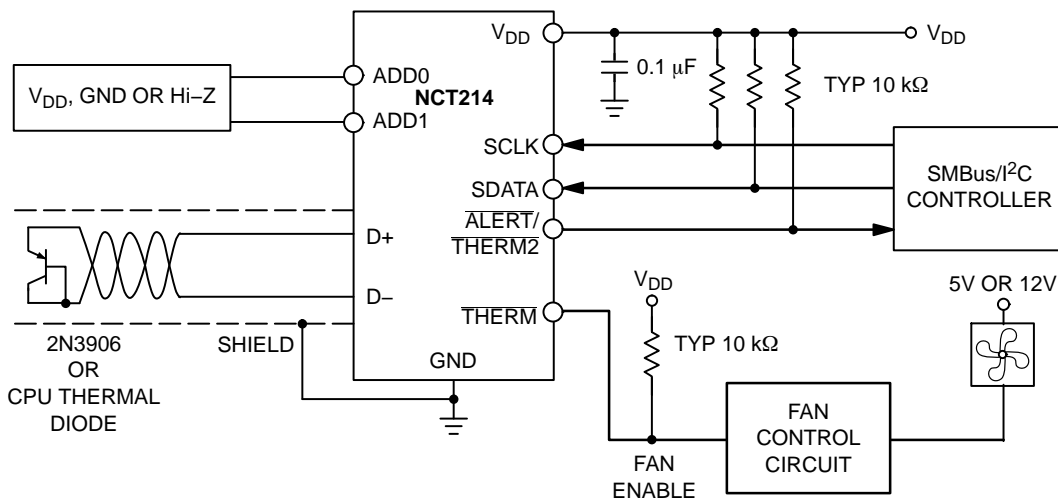 V_DD
V_DD
0.1 μF
TYP 10 kΩ
ADD0
NCT214
V_DD, GND OR Hi–Z
ADD1
SCLK
SMBus/I²C
CONTROLLER
SDATA
ALERT/
THERM2
D+
V_DD
5V OR 12V
D–
THERM
2N3906
OR
CPU THERMAL
DIODE
SHIELD
GND
TYP 10 kΩ
FAN
CONTROL
CIRCUIT
FAN
ENABLE